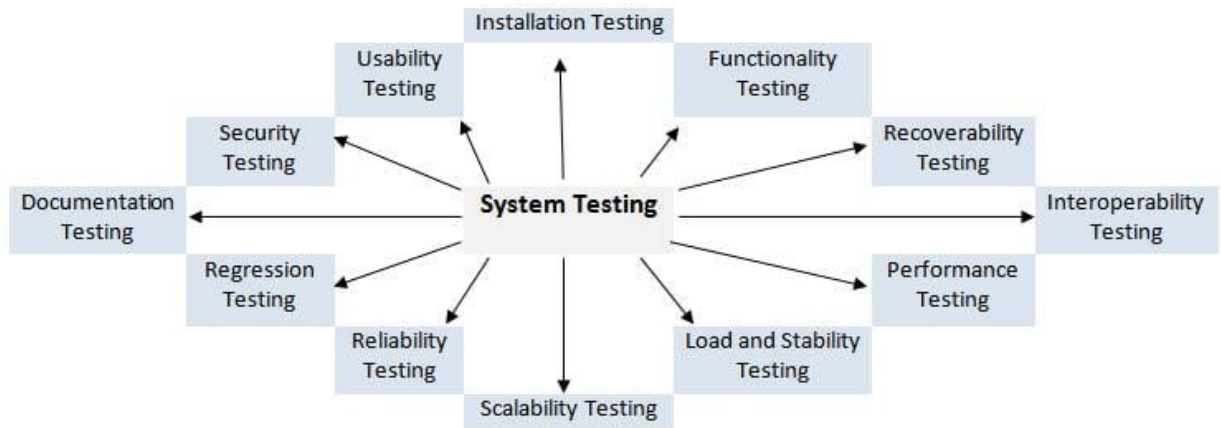 Installation Testing
Usability
Testing
Functionality
Testing
Security
Testing
Recoverability
Testing
Documentation
Testing
System Testing
Interoperability
Testing
Regression
Testing
Performance
Testing
Reliability
Testing
Load and Stability
Testing
Scalability Testing